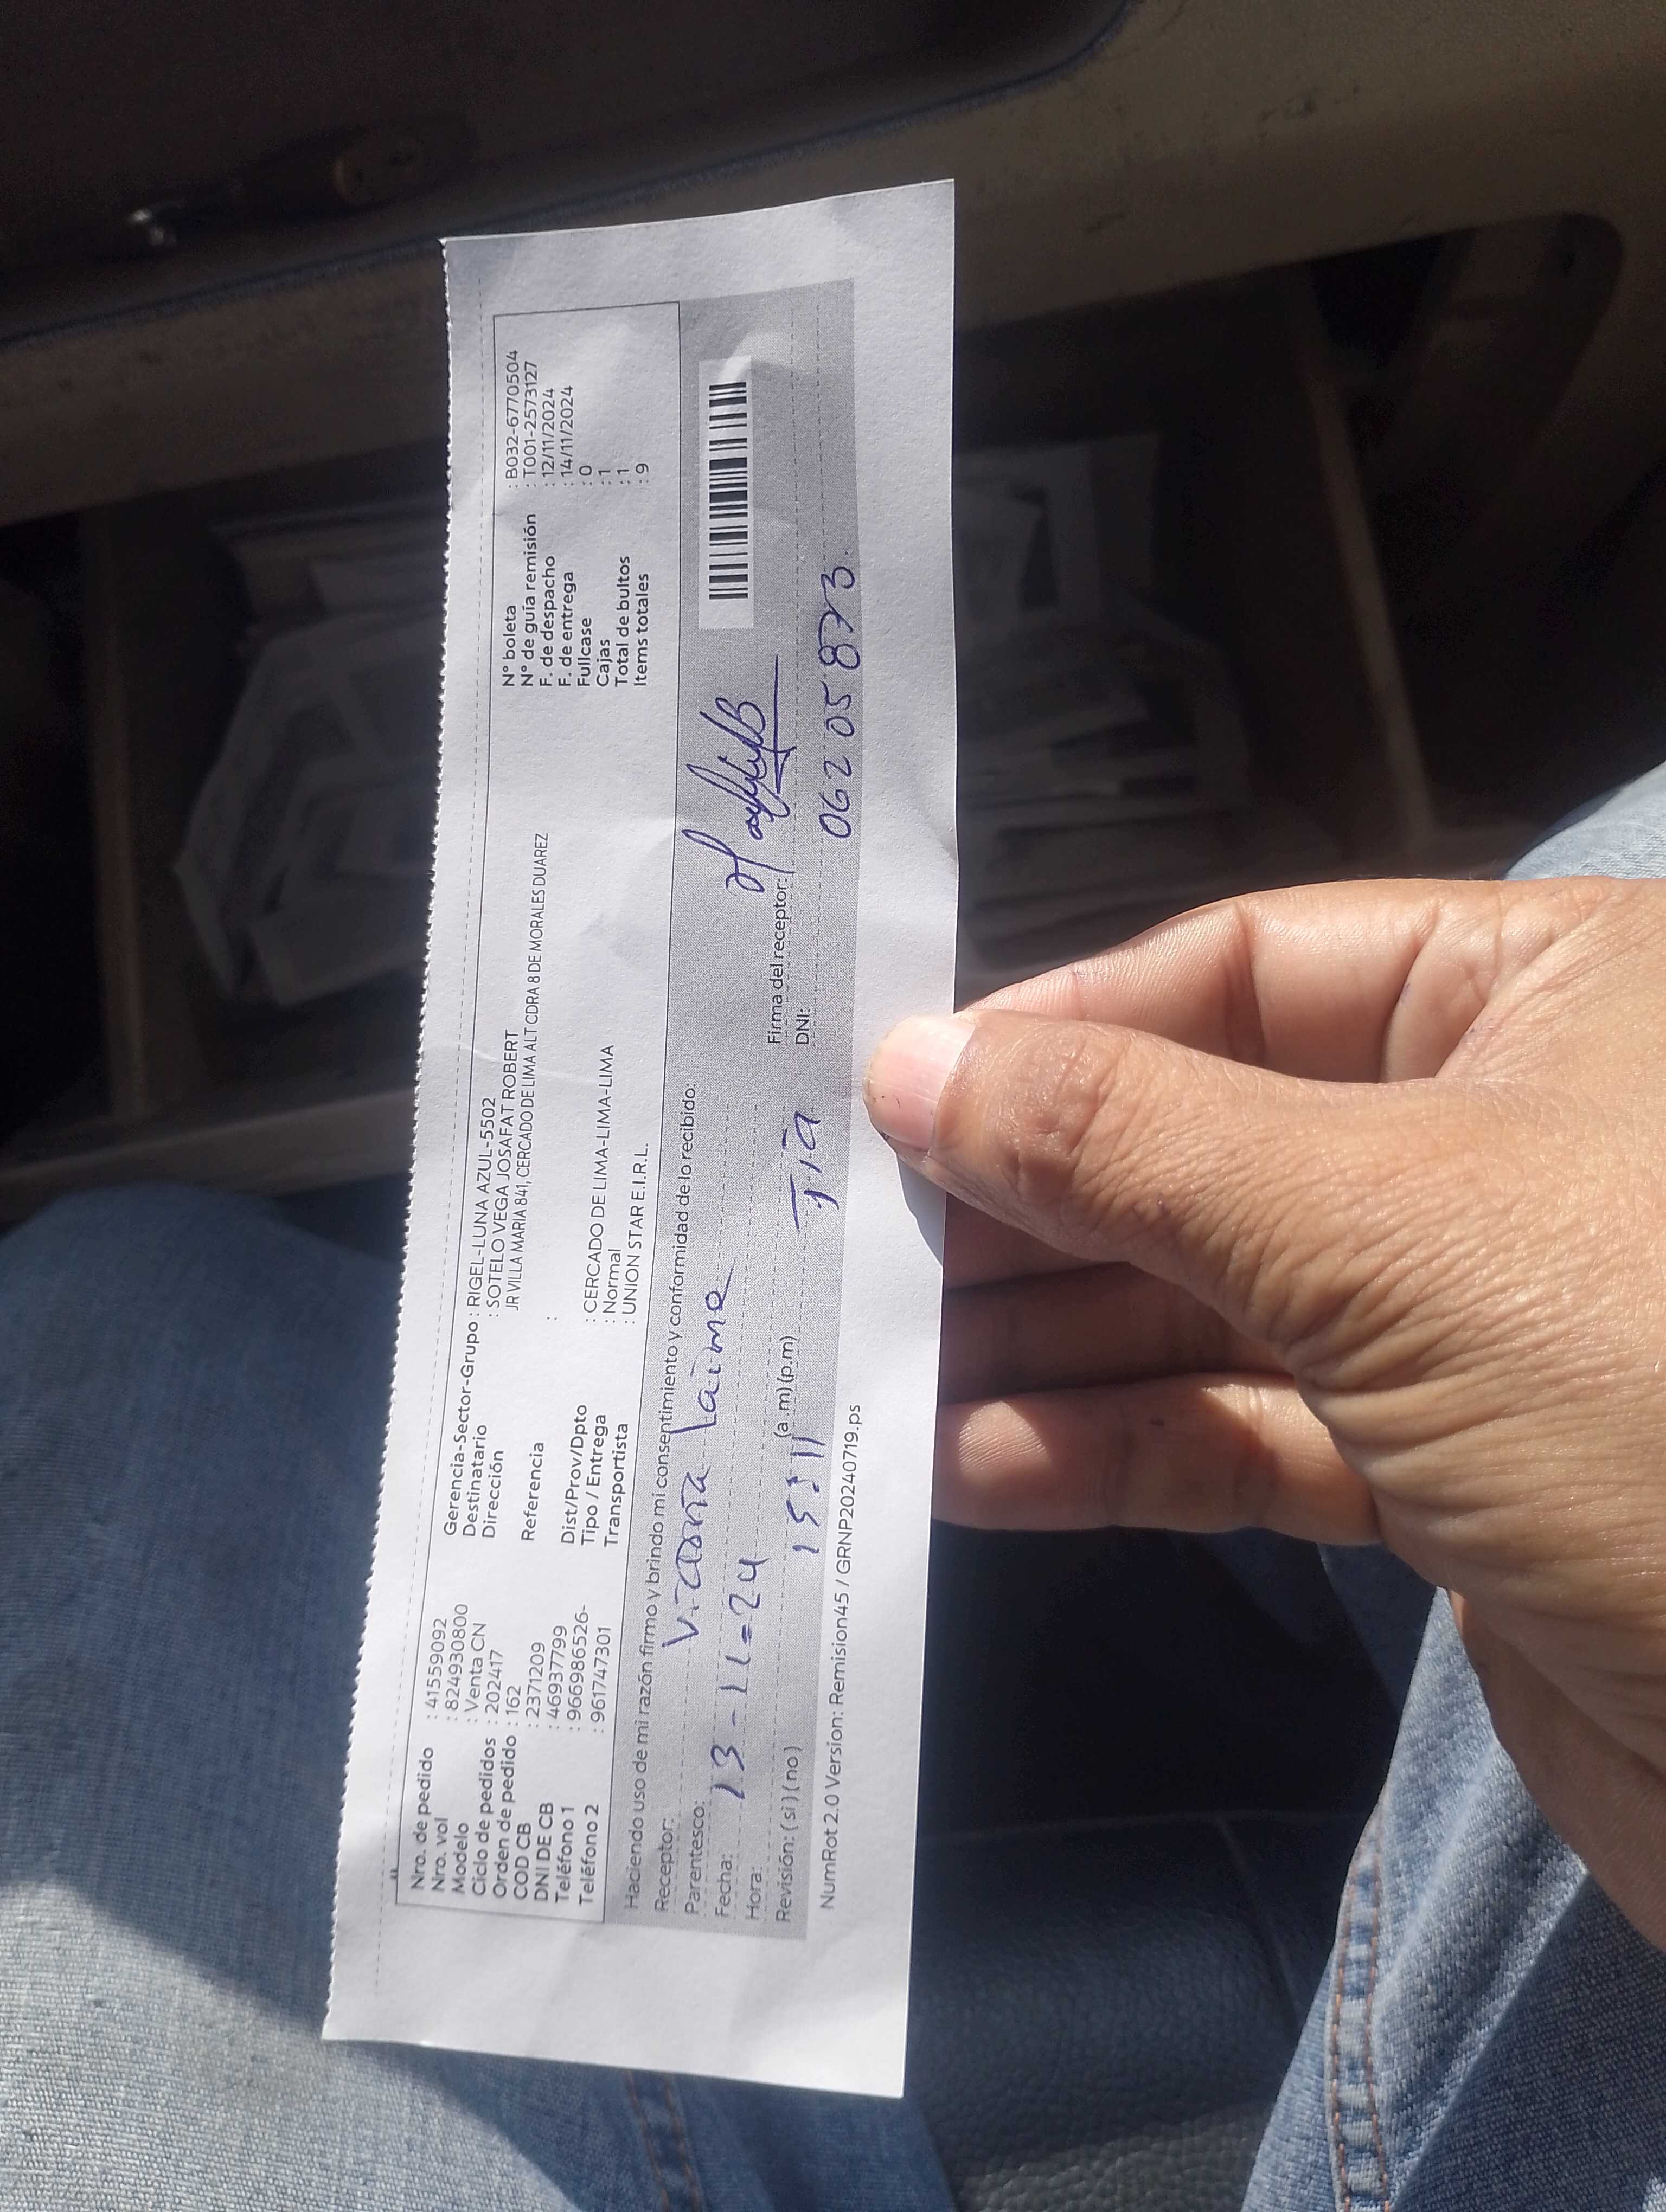 Nro. de pedido : 41559092
Nro. vol : 824930800
Modelo : Venta CN
Ciclo de pedidos : 202417
Orden de pedido : 162
COD CB : 2371209
DNI DE CB : 46937799
Teléfono 1 : 966986526-
Teléfono 2 : 961747301
Gerencia-Sector-Grupo : RIGEL-LUNA AZUL-5502
Destinatario : SOTELO VEGA JOSAFAT ROBERT
Dirección JR VILLA MARIA 841, CERCADO DE LIMA ALT CDRA 8 DE MORALES DUAREZ
Referencia :
Dist/Prov/Dpto : CERCADO DE LIMA-LIMA-LIMA
Tipo / Entrega : Normal
Transportista : UNION STAR E.I.R.L.
N° boleta : B032-6770504
N° de guía remisión : T001-2573127
F. de despacho : 12/11/2024
F. de entrega : 14/11/2024
Fullcase : 0
Cajas : 1
Total de bultos : 1
Items totales : 9
Haciendo uso de mi razón firmo y brindo mi consentimiento y conformidad de lo recibido:
Receptor:
Parentesco: Tia
Fecha: 13-11-24
Hora: (a.m) (p.m)
Revisión: ( si ) ( no )
Firma del receptor:
DNI:
NumRot 2.0 Version: Remision45 / GRNP20240719.ps